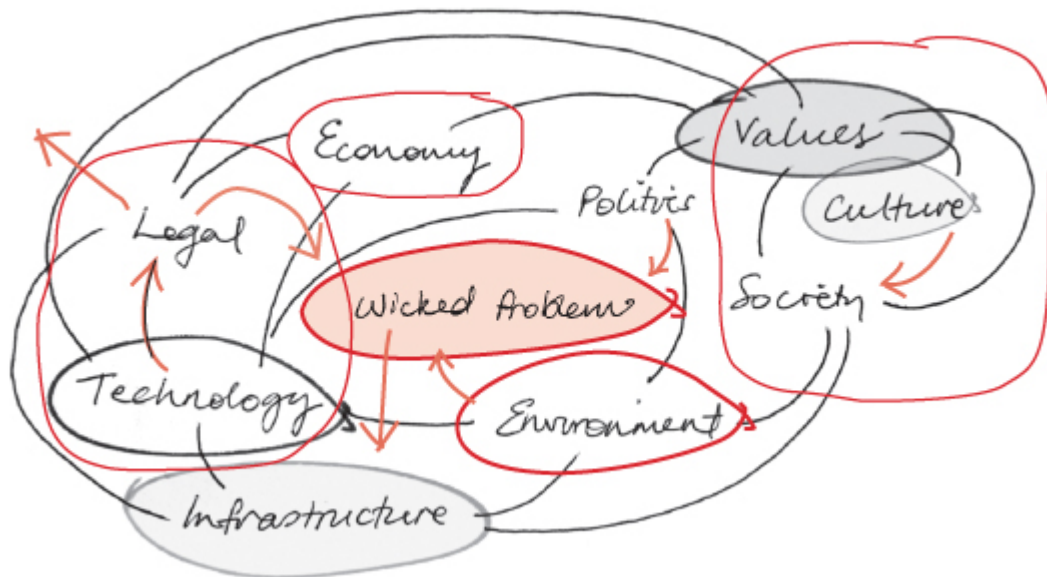 Economy
Values
Culture
Politics
Legal
Wicked Problem
Society
Technology
Environment
Infrastructure